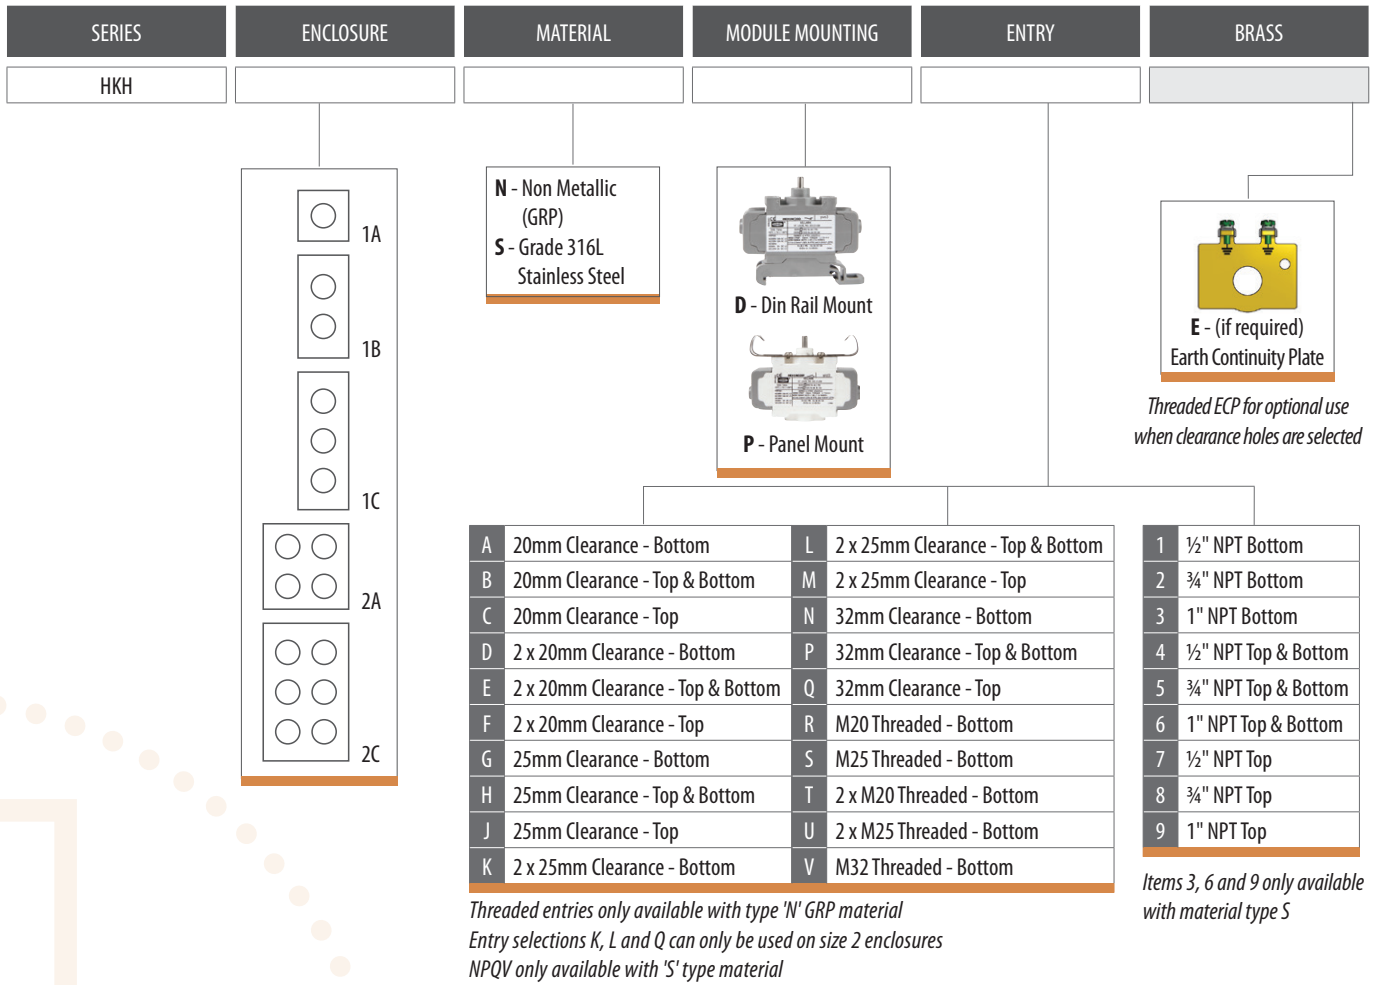 SERIES
ENCLOSURE
MATERIAL
MODULE MOUNTING
ENTRY
BRASS
HKH
1A
1B
1C
2A
2C
N - Non Metallic
(GRP)
S - Grade 316L
Stainless Steel
D - Din Rail Mount
P - Panel Mount
E - (if required)
Earth Continuity Plate
Threaded ECP for optional use
when clearance holes are selected
A 20mm Clearance - Bottom
B 20mm Clearance - Top & Bottom
C 20mm Clearance - Top
D 2 x 20mm Clearance - Bottom
E 2 x 20mm Clearance - Top & Bottom
F 2 x 20mm Clearance - Top
G 25mm Clearance - Bottom
H 25mm Clearance - Top & Bottom
J 25mm Clearance - Top
K 2 x 25mm Clearance - Bottom
L 2 x 25mm Clearance - Top & Bottom
M 2 x 25mm Clearance - Top
N 32mm Clearance - Bottom
P 32mm Clearance - Top & Bottom
Q 32mm Clearance - Top
R M20 Threaded - Bottom
S M25 Threaded - Bottom
T 2 x M20 Threaded - Bottom
U 2 x M25 Threaded - Bottom
V M32 Threaded - Bottom
1 ½" NPT Bottom
2 ¾" NPT Bottom
3 1" NPT Bottom
4 ½" NPT Top & Bottom
5 ¾" NPT Top & Bottom
6 1" NPT Top & Bottom
7 ½" NPT Top
8 ¾" NPT Top
9 1" NPT Top
Threaded entries only available with type 'N' GRP material
Entry selections K, L and Q can only be used on size 2 enclosures
NPQV only available with 'S' type material
Items 3, 6 and 9 only available
with material type S